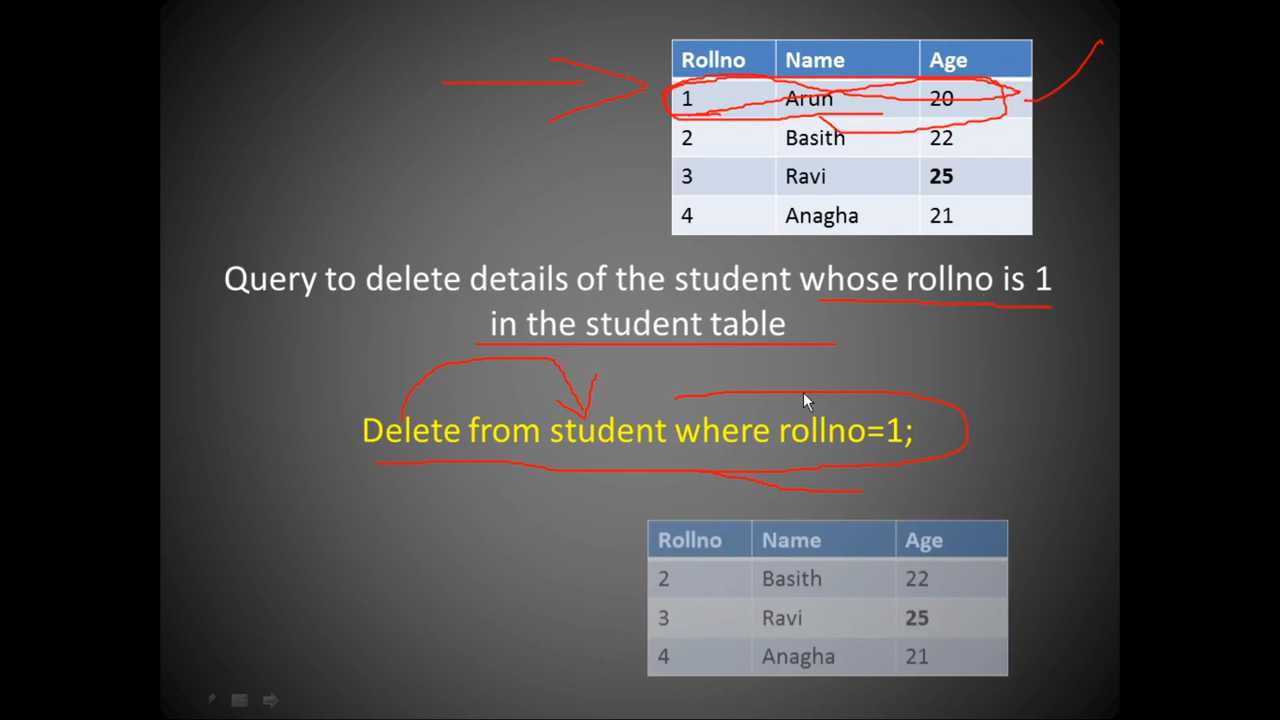 Rollno Name Age
1 Arun 20
2 Basith 22
3 Ravi 25
4 Anagha 21
Query to delete details of the student whose rollno is 1
in the student table
Delete from student where rollno=1;
Rollno Name Age
2 Basith 22
3 Ravi 25
4 Anagha 21